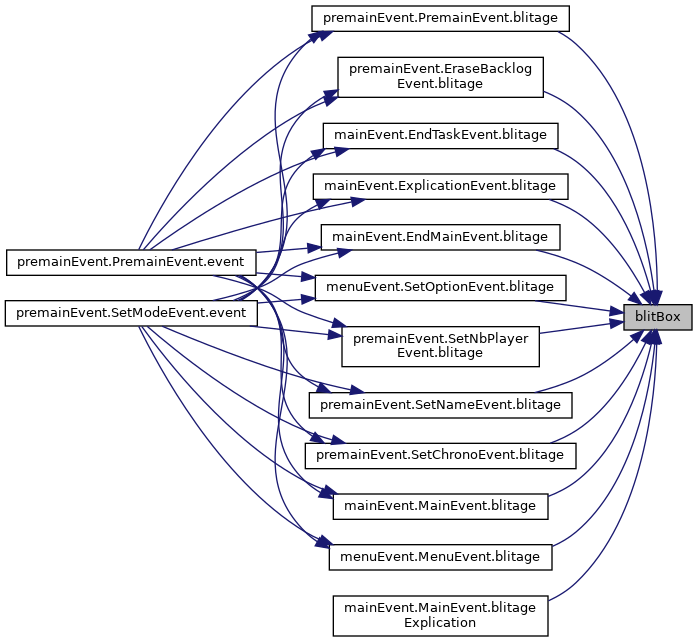 premainEvent.PremainEvent.blitage
premainEvent.EraseBacklog
Event.blitage
mainEvent.EndTaskEvent.blitage
mainEvent.ExplicationEvent.blitage
mainEvent.EndMainEvent.blitage
premainEvent.PremainEvent.event
menuEvent.SetOptionEvent.blitage
premainEvent.SetModeEvent.event
blitBox
premainEvent.SetNbPlayer
Event.blitage
premainEvent.SetNameEvent.blitage
premainEvent.SetChronoEvent.blitage
mainEvent.MainEvent.blitage
menuEvent.MenuEvent.blitage
mainEvent.MainEvent.blitage
Explication